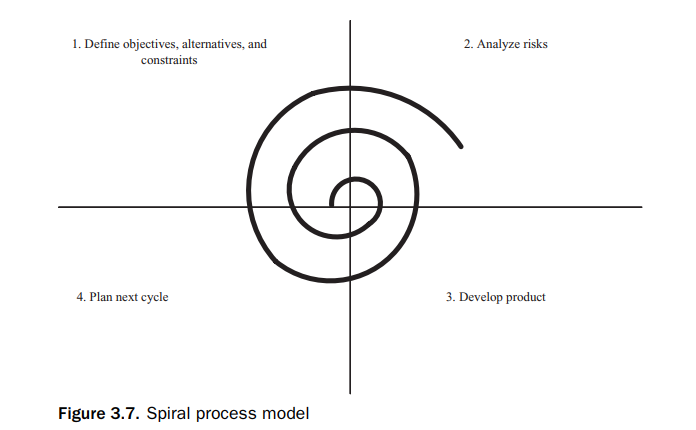 1. Define objectives, alternatives, and
constraints
2. Analyze risks
4. Plan next cycle
3. Develop product
Figure 3.7. Spiral process model